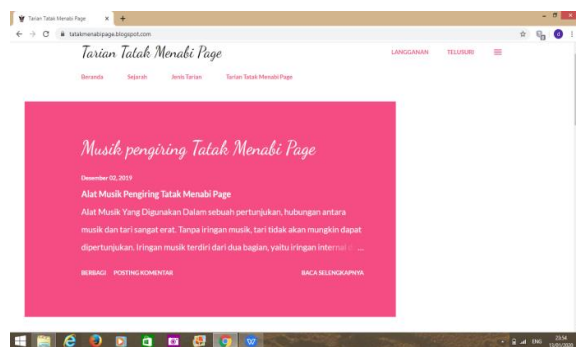 Tarian Tatak Menabi Page
tatakmenabipage.blogspot.com
Tarian Tatak Menabi Page
LANGGANAN TELUSURI
Beranda Sejarah Jenis Tarian Tarian Tatak Menabi Page
Musik pengiring Tatak Menabi Page
Desember 02, 2019
Alat Musik Pengiring Tatak Menabi Page
Alat Musik Yang Digunakan Dalam sebuah pertunjukan, hubungan antara
musik dan tari sangat erat. Tanpa iringan musik, tari tidak akan mungkin dapat
dipertunjukan. Iringan musik terdiri dari dua bagian, yaitu iringan internal d ...
BERBAGI POSTING KOMENTAR BACA SELENGKAPNYA
IND 23:54